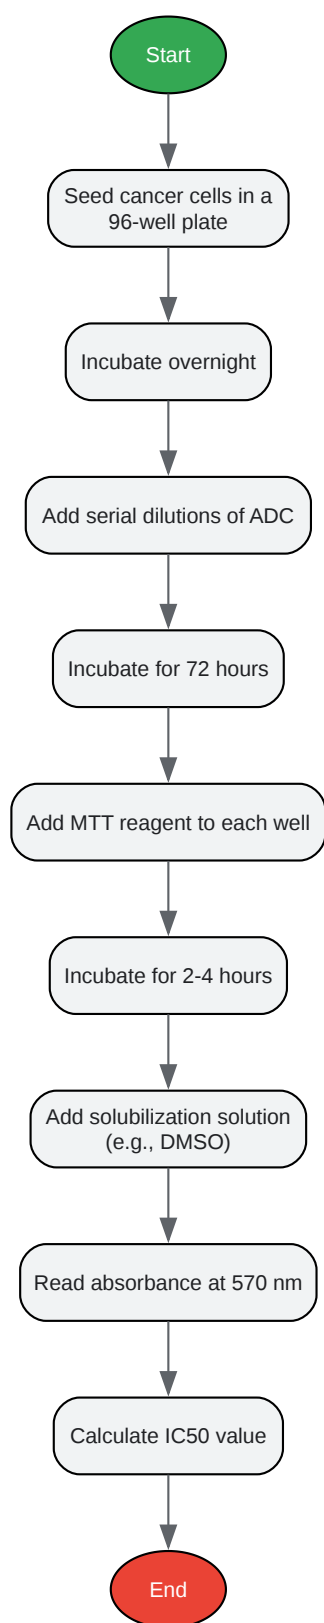 Start
Seed cancer cells in a
96-well plate
Incubate overnight
Add serial dilutions of ADC
Incubate for 72 hours
Add MTT reagent to each well
Incubate for 2-4 hours
Add solubilization solution
(e.g., DMSO)
Read absorbance at 570 nm
Calculate IC50 value
End